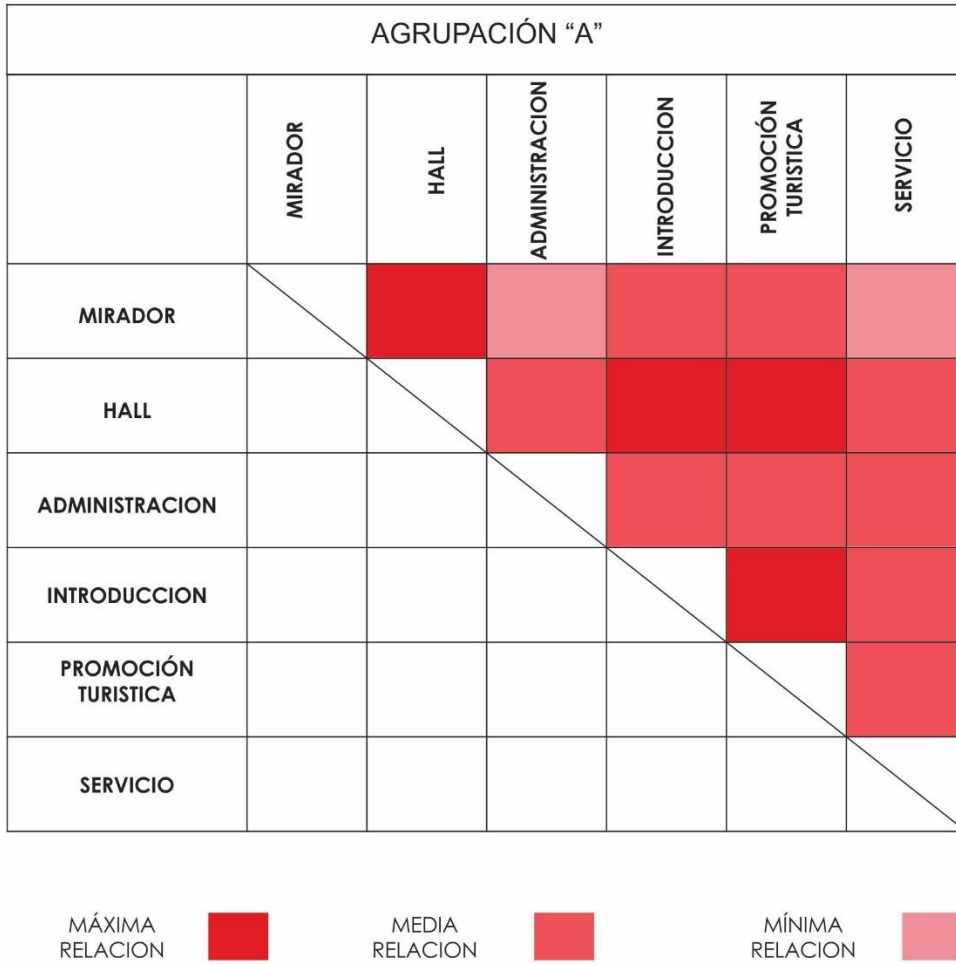 AGRUPACIÓN “A”
MIRADOR
HALL
ADMINISTRACION
INTRODUCCION
PROMOCIÓN
TURISTICA
SERVICIO
MIRADOR
HALL
ADMINISTRACION
INTRODUCCION
PROMOCIÓN
TURISTICA
SERVICIO
MÁXIMA
RELACION
MEDIA
RELACION
MÍNIMA
RELACION